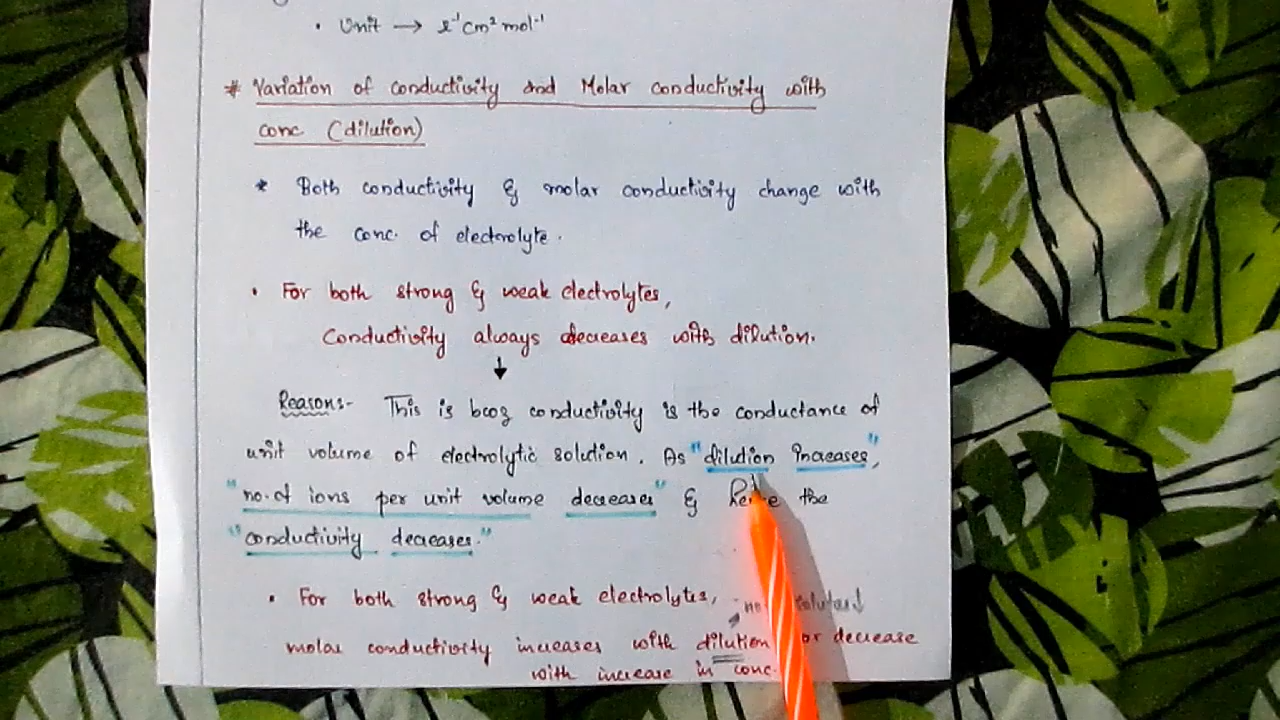 • Unit → Ω⁻¹cm² mol⁻¹
# Variation of conductivity and Molar conductivity with
conc (dilution)
* Both conductivity & molar conductivity change with
the conc. of electrolyte.
• For both strong & weak electrolytes,
Conductivity always decreases with dilution.
↓
Reasons- This is bcoz conductivity is the conductance of
unit volume of electrolytic solution. As "dilution increases",
"no. of ions per unit volume decreases" & the
"conductivity decreases."
• For both strong & weak electrolytes,
molar conductivity increases with dilution or decrease
with increase in conc.